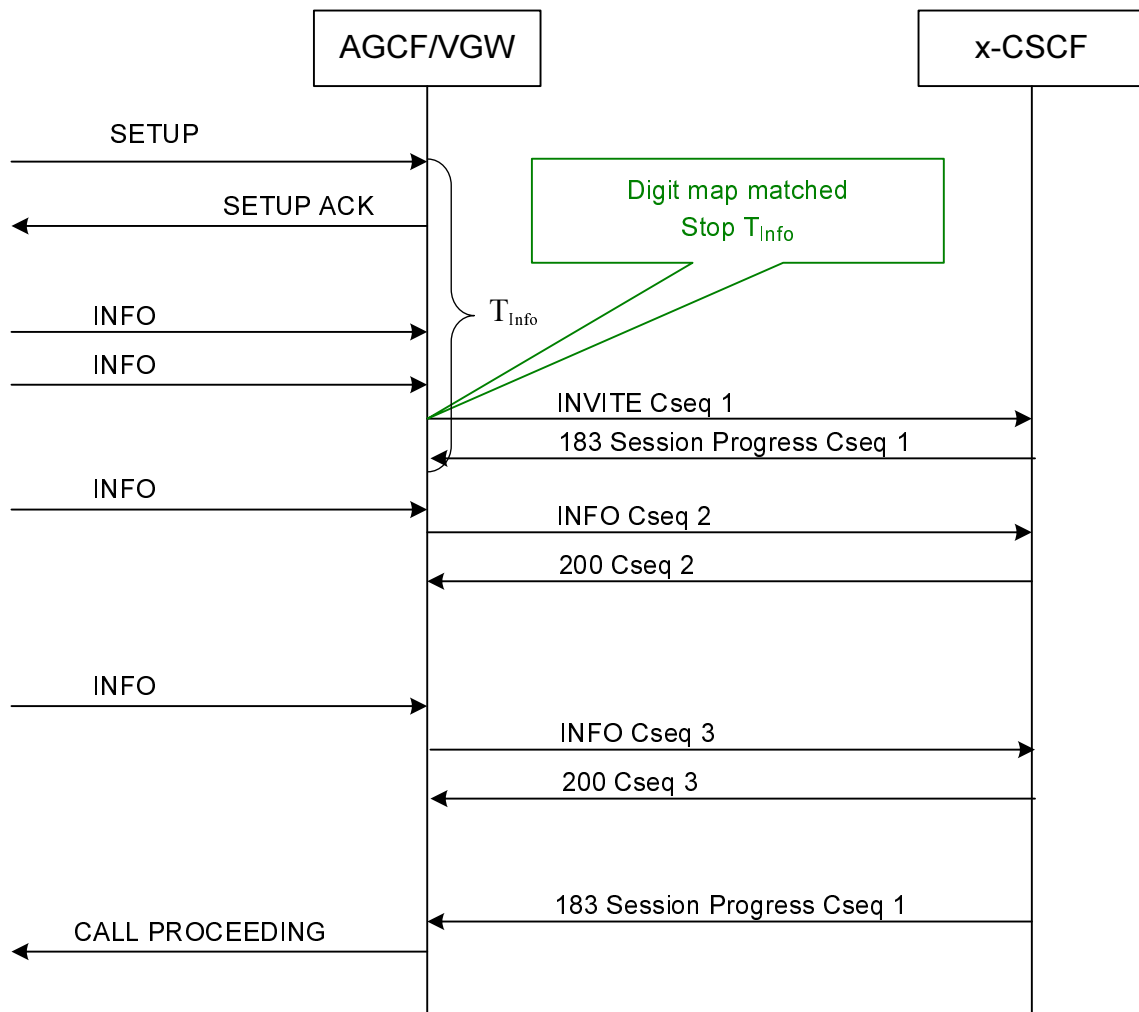 AGCF/VGW
x-CSCF
SETUP
Digit map matched
Stop TInfo
SETUP ACK
INFO
TInfo
INFO
INVITE Cseq 1
183 Session Progress Cseq 1
INFO
INFO Cseq 2
200 Cseq 2
INFO
INFO Cseq 3
200 Cseq 3
183 Session Progress Cseq 1
CALL PROCEEDING